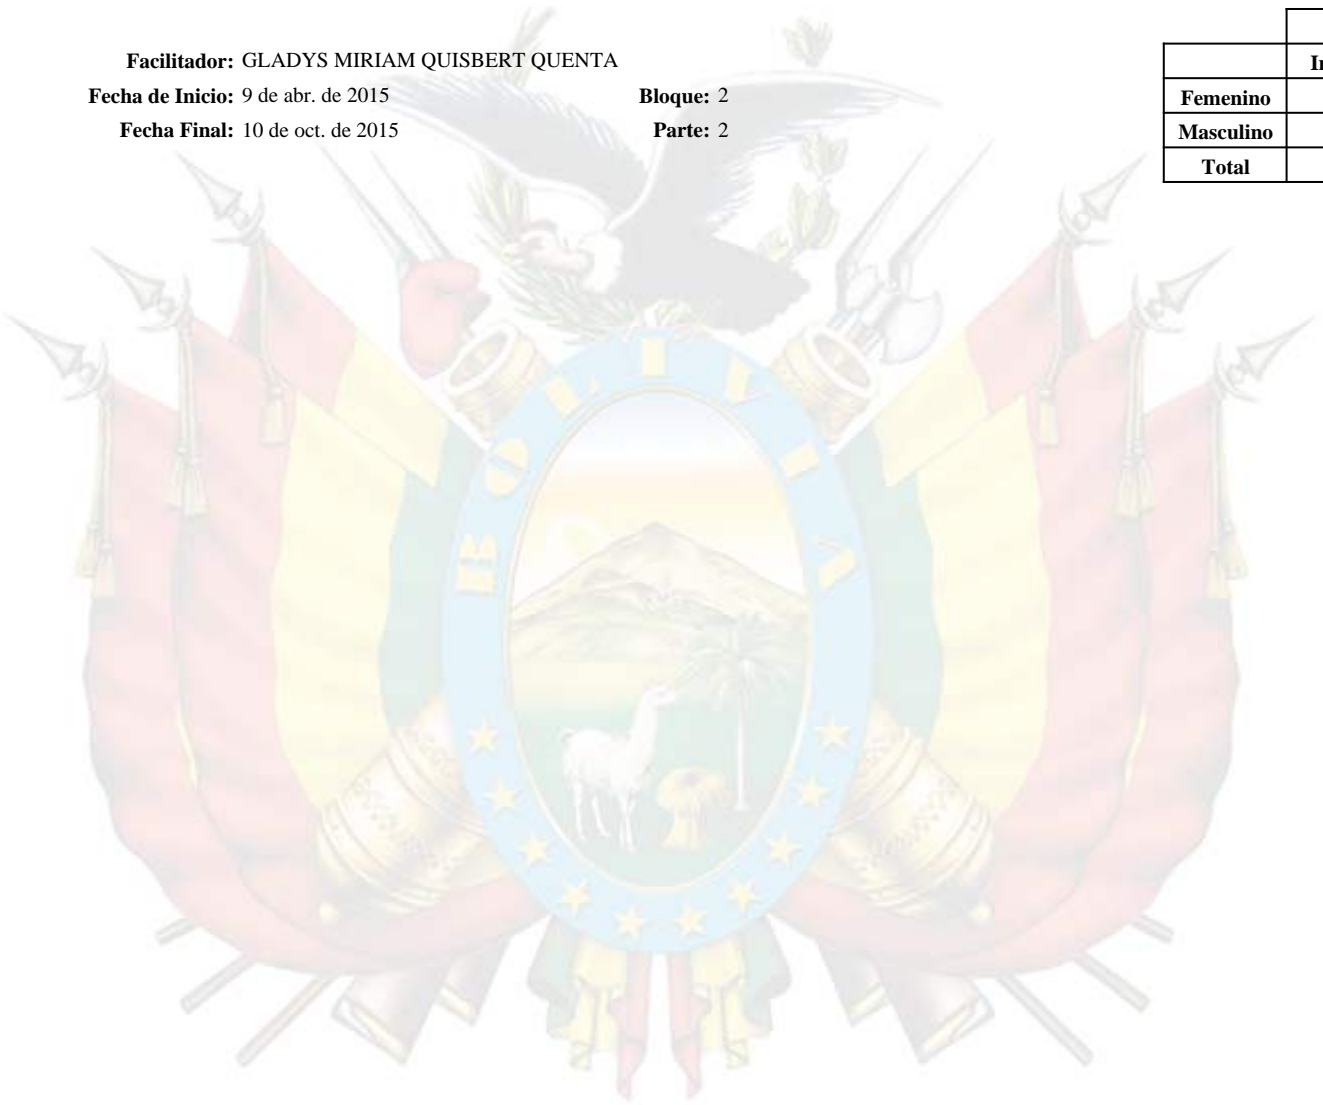 Facilitador: GLADYS MIRIAM QUISBERT QUENTA
Fecha de Inicio: 9 de abr. de 2015 Bloque: 2
Fecha Final: 10 de oct. de 2015 Parte: 2
Femenino
Masculino
Total
BOLIVIA